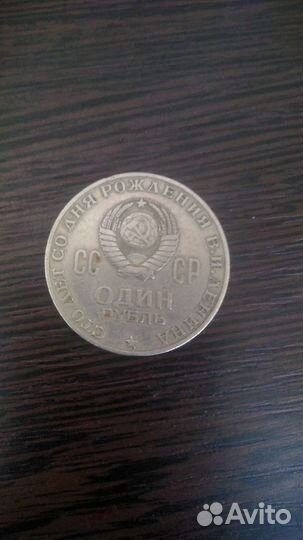 СТО ЛЕТ СО ДНЯ РОЖДЕНИЯ В.И.ЛЕНИНА
СС СР
ОДИН
РУБЛЬ
Avito